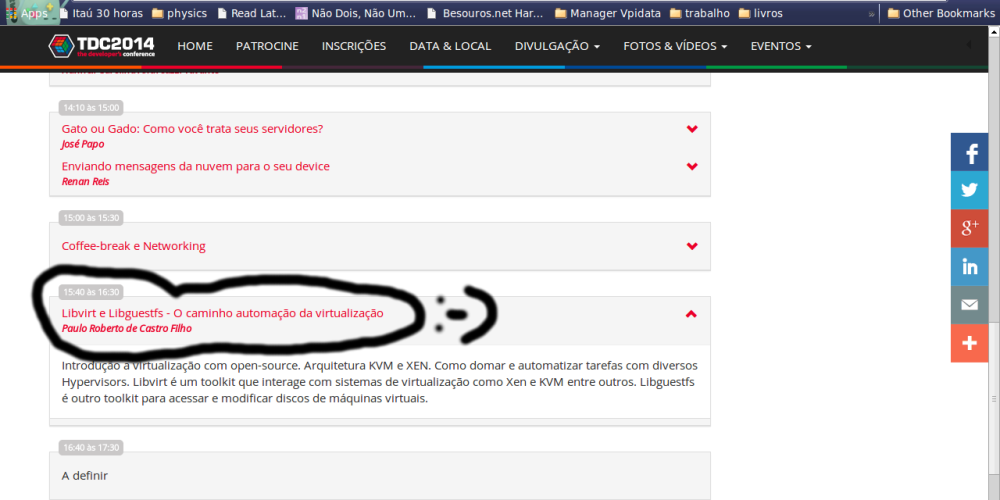 Apps Itaú 30 horas physics Read Lat... Não Dois, Não Um... Besouros.net Har... Manager Vpidata trabalho livros » Other Bookmarks
TDC2014
the developer's conference
HOME PATROCINE INSCRIÇÕES DATA & LOCAL DIVULGAÇÃO FOTOS & VÍDEOS EVENTOS
14:10 às 15:00
Gato ou Gado: Como você trata seus servidores?
José Papo
Enviando mensagens da nuvem para o seu device
Renan Reis
15:00 às 15:30
Coffee-break e Networking
15:40 às 16:30
Libvirt e Libguestfs - O caminho automação da virtualização
Paulo Roberto de Castro Filho
:-)
Introdução a virtualização com open-source. Arquitetura KVM e XEN. Como domar e automatizar tarefas com diversos
Hypervisors. Libvirt é um toolkit que interage com sistemas de virtualização como Xen e KVM entre outros. Libguestfs
é outro toolkit para acessar e modificar discos de máquinas virtuais.
16:40 às 17:30
A definir
f
g+
in
+